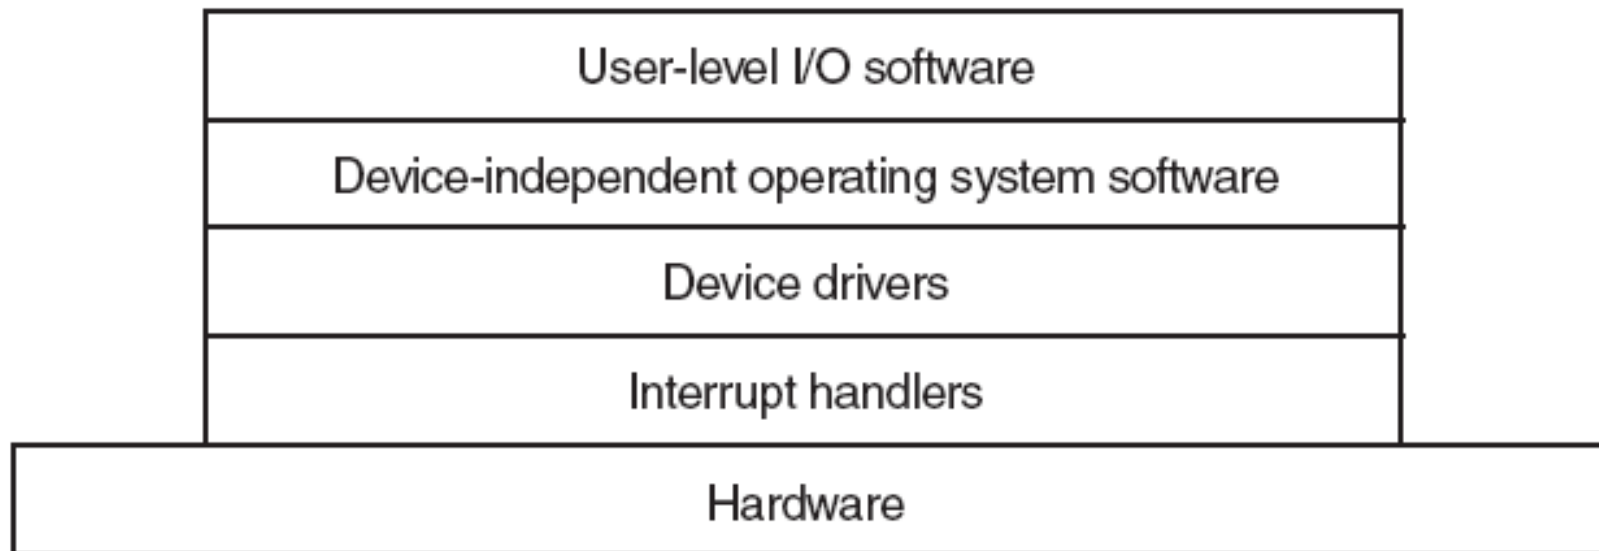 User-level I/O software
Device-independent operating system software
Device drivers
Interrupt handlers
Hardware